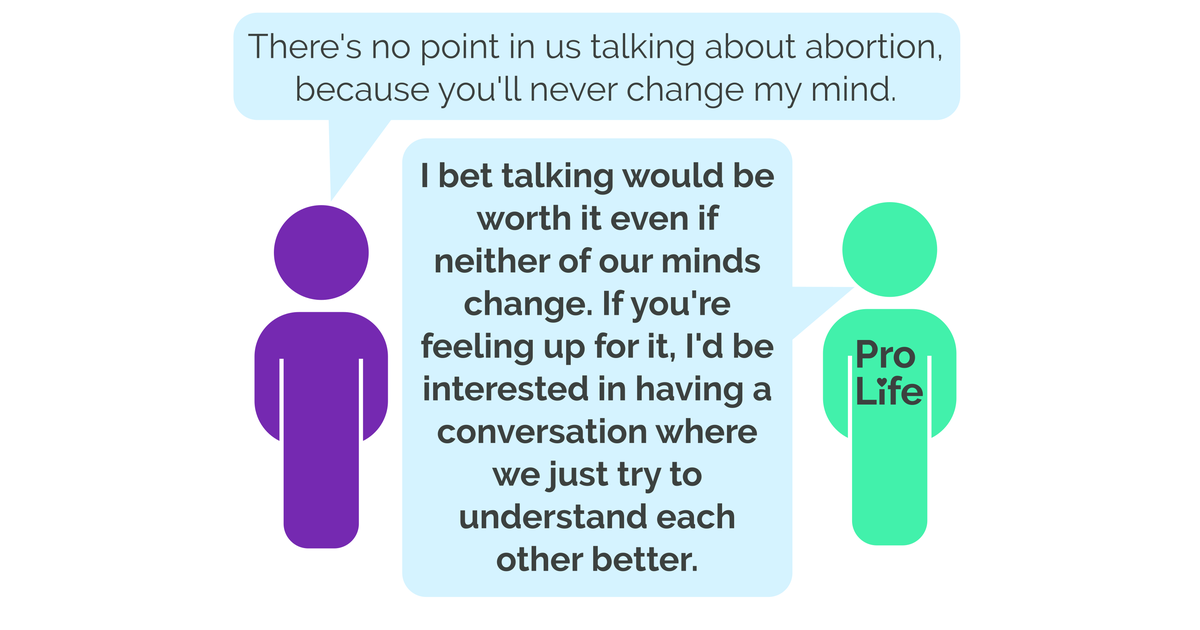 There's no point in us talking about abortion,
because you'll never change my mind.
I bet talking would be
worth it even if
neither of our minds
change. If you're
feeling up for it, I'd be
interested in having a
conversation where
we just try to
understand each
other better.
Pro
Life